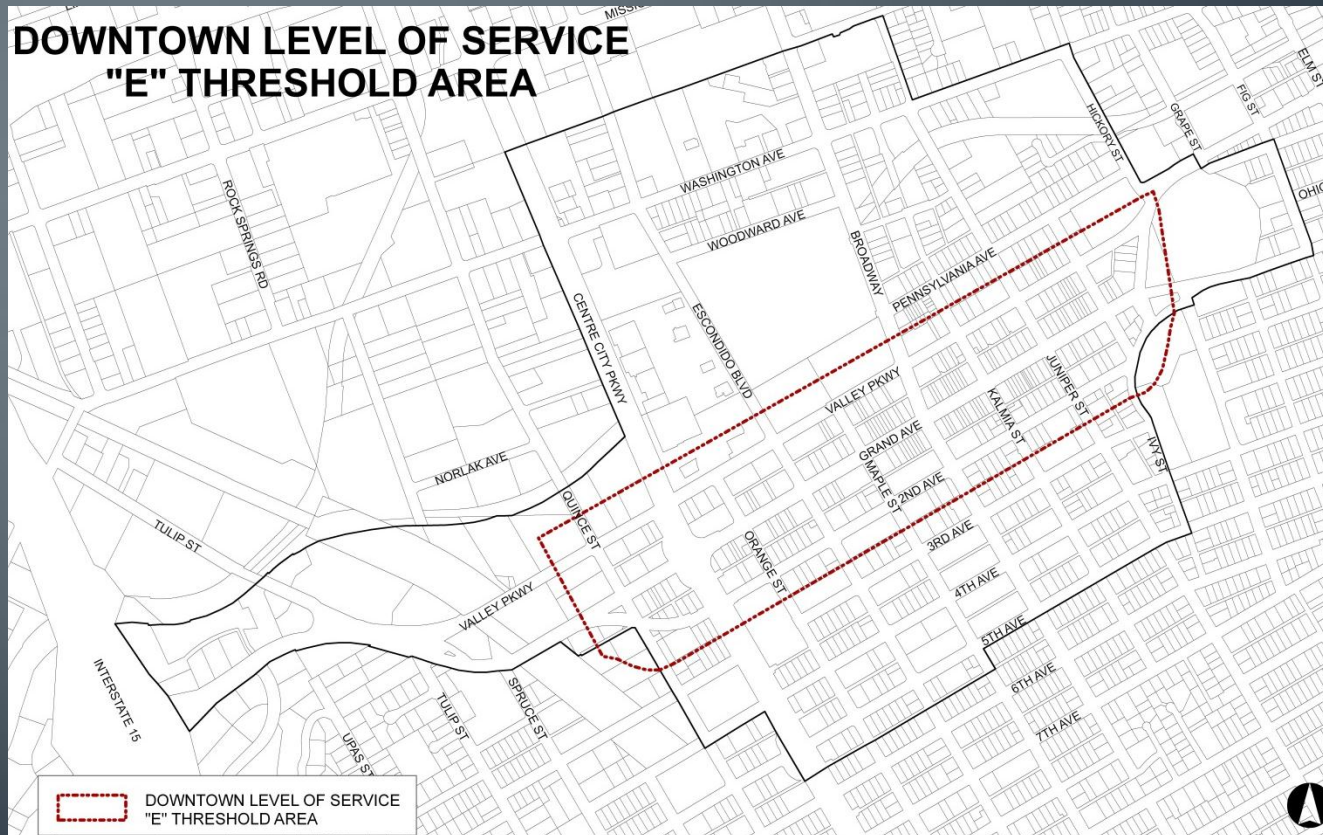 DOWNTOWN LEVEL OF SERVICE
"E" THRESHOLD AREA
ELM ST
FIG ST
GRAPE ST
HICKORY ST
WASHINGTON AVE
ROCK SPRINGS RD
OHIO
WOODWARD AVE
BROADWAY
PENNSYLVANIA AVE
CENTRE CITY PKWY
ESCONDIDO BLVD
JUNIPER ST
VALLEY PKWY
KALMIA ST
GRAND AVE
IVY ST
NORLAK AVE
MAPLE ST
2ND AVE
QUINCE ST
TULIP ST
3RD AVE
ORANGE ST
4TH AVE
VALLEY PKWY
5TH AVE
6TH AVE
INTERSTATE 15
SPRUCE ST
TULIP ST
7TH AVE
UPAS ST
DOWNTOWN LEVEL OF SERVICE
"E" THRESHOLD AREA